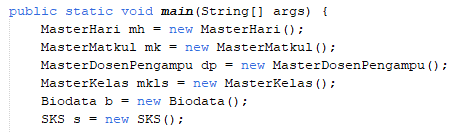 public static void main(String[] args) {
MasterHari mh = new MasterHari();
MasterMatkul mk = new MasterMatkul();
MasterDosenPengampu dp = new MasterDosenPengampu();
MasterKelas mkls = new MasterKelas();
Biodata b = new Biodata();
SKS s = new SKS();